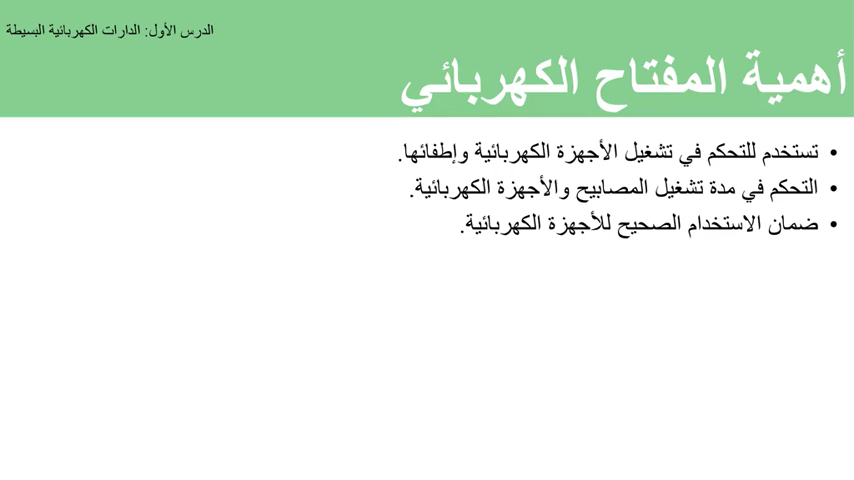 الدرس الأول: الدارات الكهربائية البسيطة
أهمية المفتاح الكهربائي
• تستخدم للتحكم في تشغيل الأجهزة الكهربائية وإطفائها.
• التحكم في مدة تشغيل المصابيح والأجهزة الكهربائية.
• ضمان الاستخدام الصحيح للأجهزة الكهربائية.